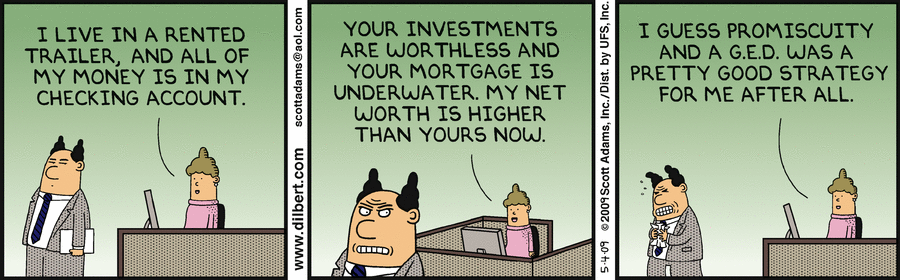 I LIVE IN A RENTED
TRAILER, AND ALL OF
MY MONEY IS IN MY
CHECKING ACCOUNT.
www.dilbert.com scottadams@aol.com
YOUR INVESTMENTS
ARE WORTHLESS AND
YOUR MORTGAGE IS
UNDERWATER. MY NET
WORTH IS HIGHER
THAN YOURS NOW.
5-4-09 ©2009 Scott Adams, Inc./Dist. by UFS, Inc.
I GUESS PROMISCUITY
AND A G.E.D. WAS A
PRETTY GOOD STRATEGY
FOR ME AFTER ALL.